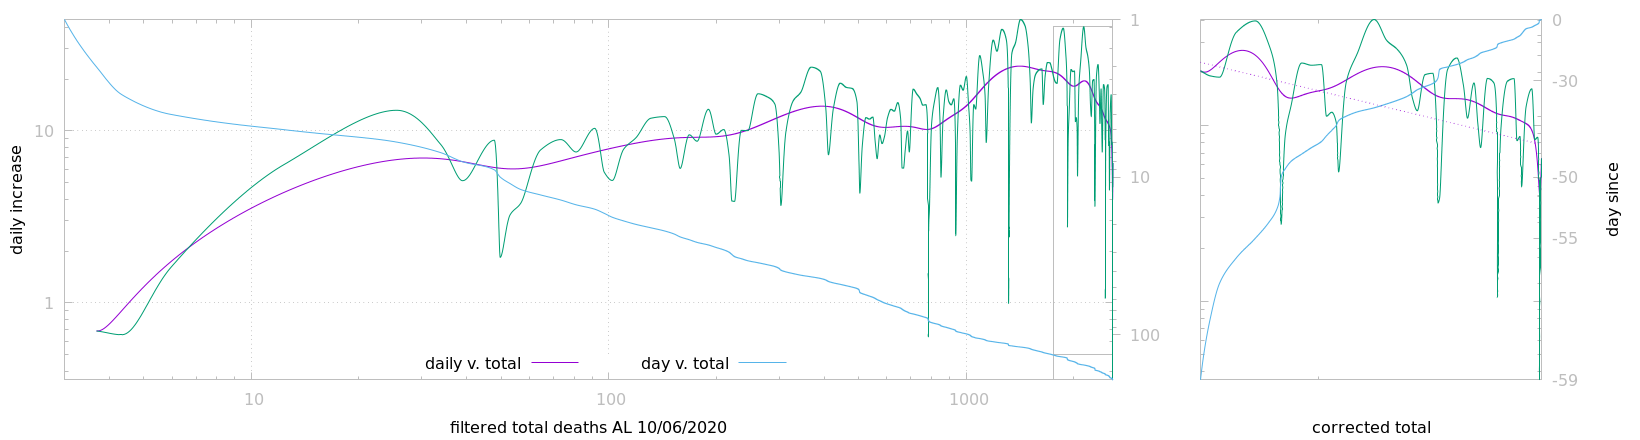 daily increase
10
1
daily v. total
day v. total
10
100
1000
filtered total deaths AL 10/06/2020
1
10
100
0
-30
-50
-55
-59
day since
corrected total